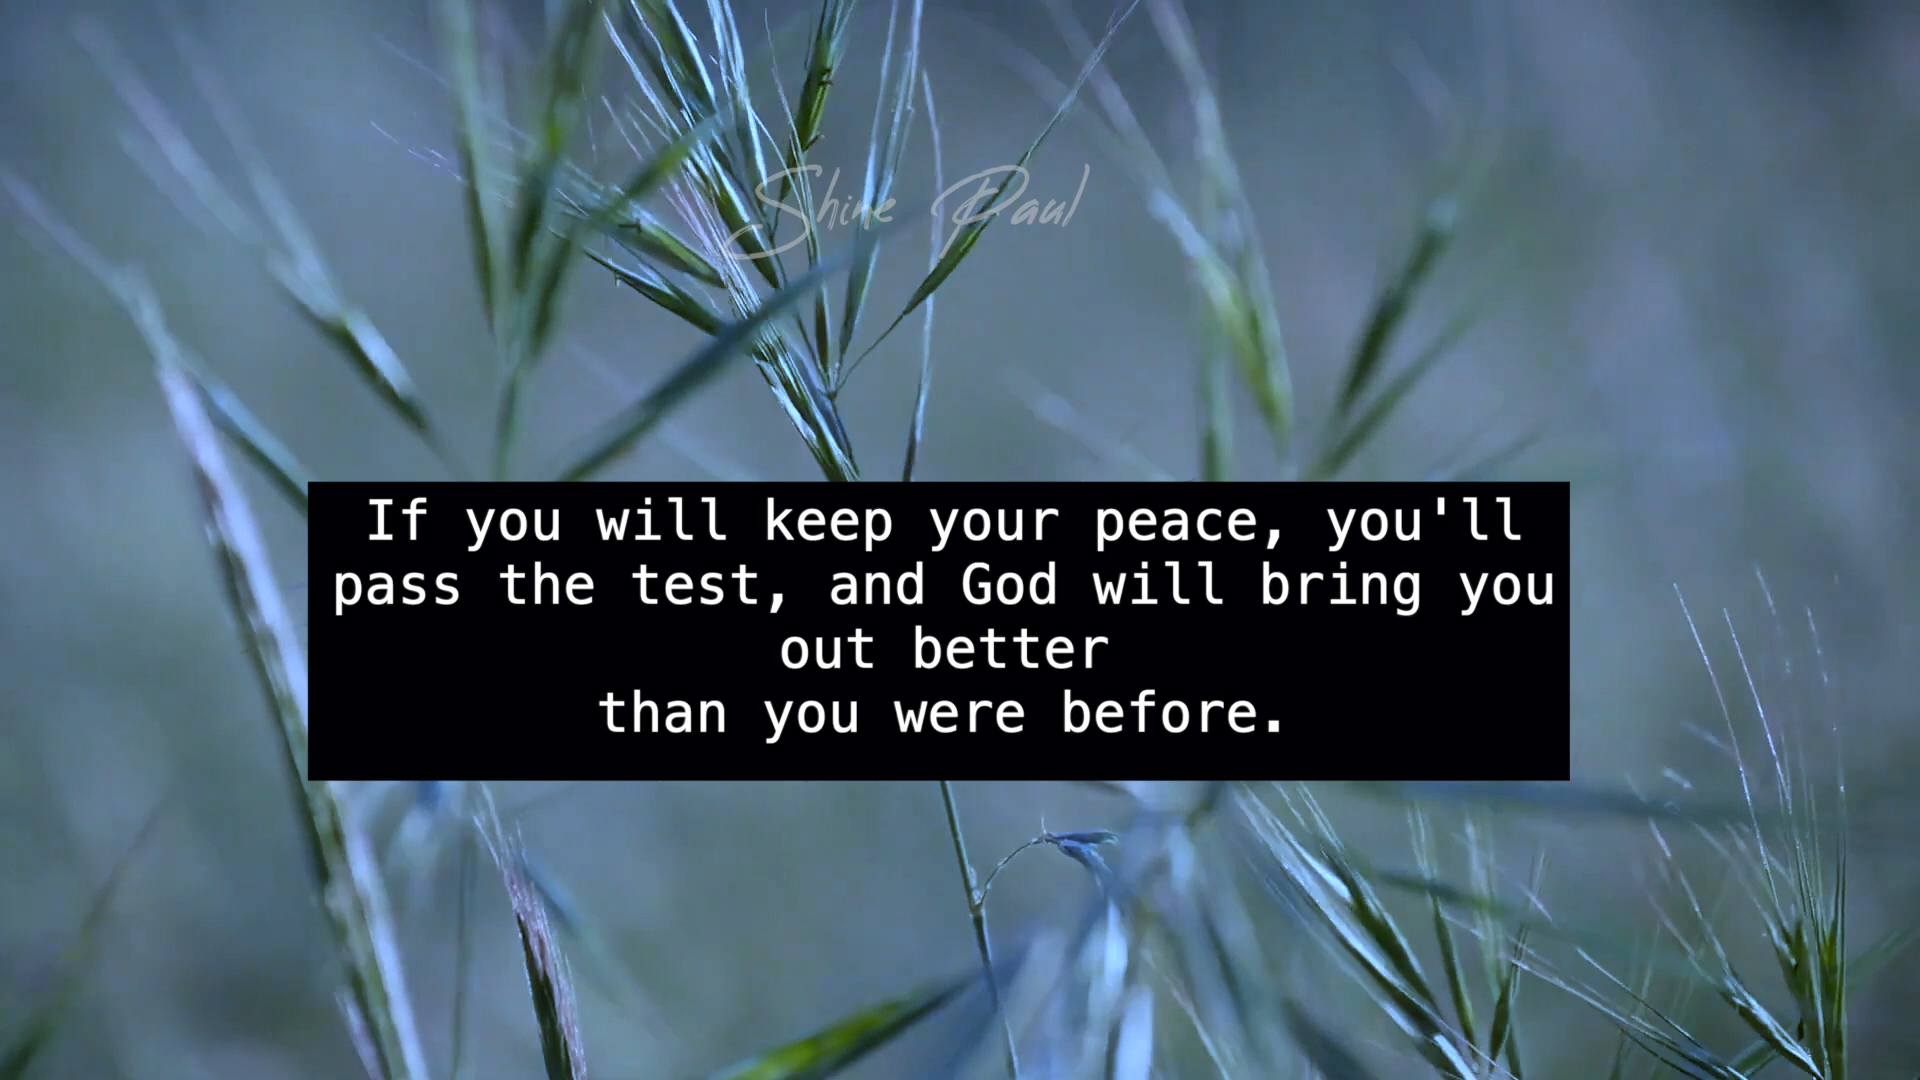 Shine Paul
If you will keep your peace, you'll
pass the test, and God will bring you
out better
than you were before.